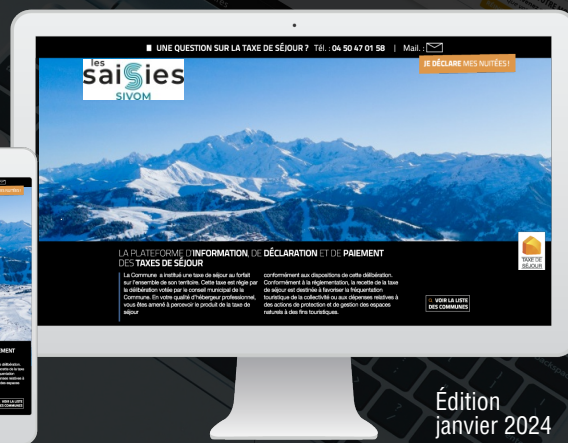 UNE QUESTION SUR LA TAXE DE SÉJOUR ? Tél. : 04 50 47 01 58 | Mail. :
JE DÉCLARE MES NUITÉES !
les
saisies
SIVOM
LA PLATEFORME D'INFORMATION, DE DÉCLARATION ET DE PAIEMENT
DES TAXES DE SÉJOUR
La Commune a institué une taxe de séjour au forfait
sur l'ensemble de son territoire. Cette taxe est régie par
la délibération votée par le conseil municipal de la
Commune. En votre qualité d'hébergeur professionnel,
vous êtes amené à percevoir le produit de la taxe de
séjour
conformément aux dispositions de cette délibération.
Conformément à la réglementation, la recette de la taxe
de séjour est destinée à favoriser la fréquentation
touristique de la collectivité ou aux dépenses relatives à
des actions de protection et de gestion des espaces
naturels à des fins touristiques.
TAXE DE
SÉJOUR
VOIR LA LISTE
DES COMMUNES
VOIR LA LISTE
DES COMMUNES
Édition
janvier 2024